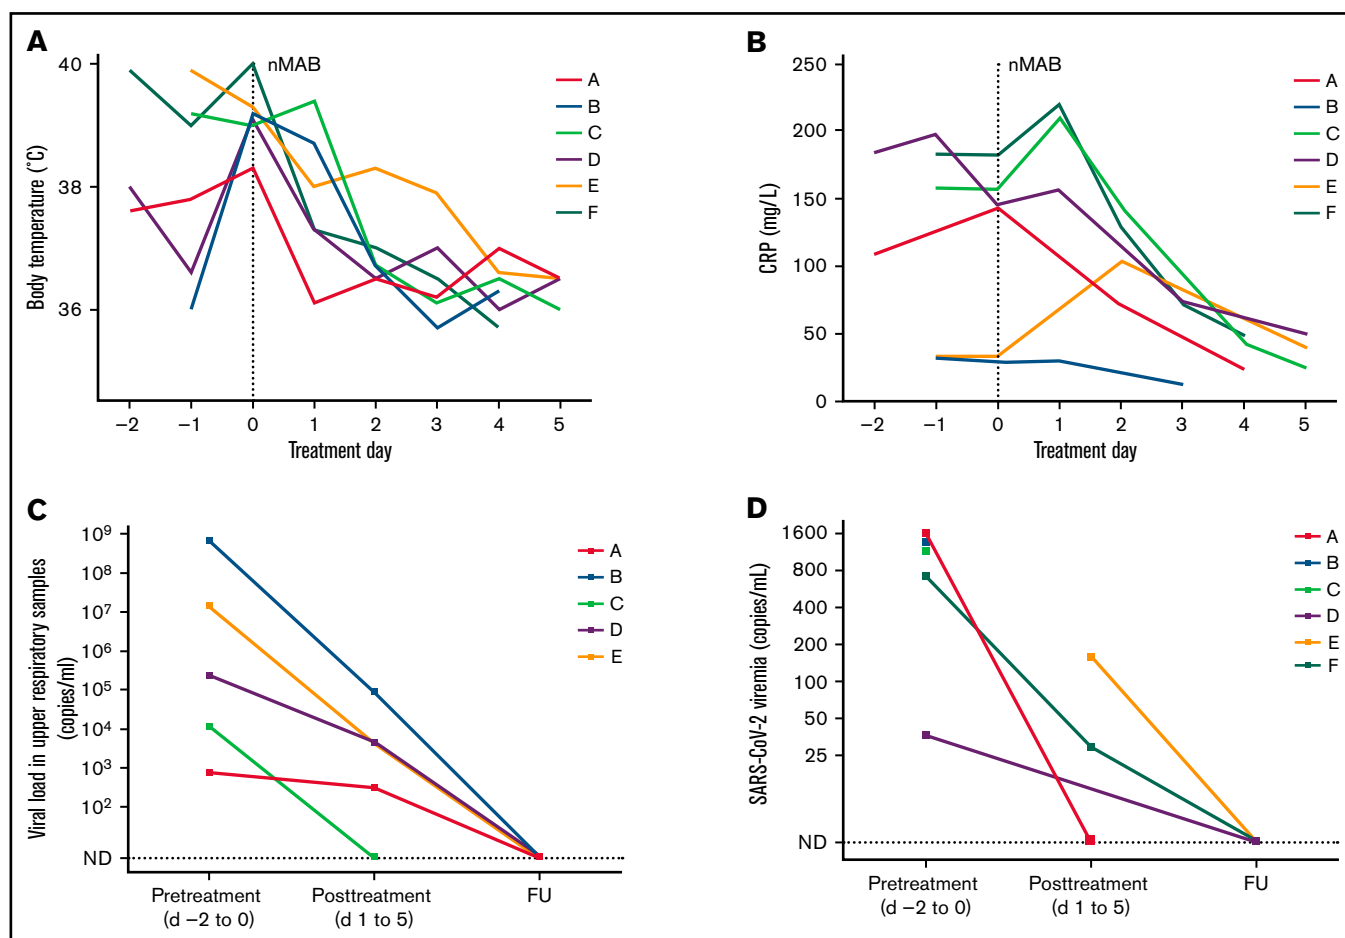 A
nMAB
40
38
36
Body temperature (°C)
−2 −1 0 1 2 3 4 5
Treatment day
A
B
C
D
E
F
B
nMAB
250
200
150
100
50
0
CRP (mg/L)
−2 −1 0 1 2 3 4 5
Treatment day
A
B
C
D
E
F
C
10⁹
10⁸
10⁷
10⁶
10⁵
10⁴
10³
10²
ND
Viral load in upper respiratory samples
(copies/ml)
Pretreatment Posttreatment FU
(d −2 to 0) (d 1 to 5)
A
B
C
D
E
D
1600
800
400
200
100
50
25
ND
SARS-CoV-2 viremia (copies/mL)
Pretreatment Posttreatment FU
(d −2 to 0) (d 1 to 5)
A
B
C
D
E
F